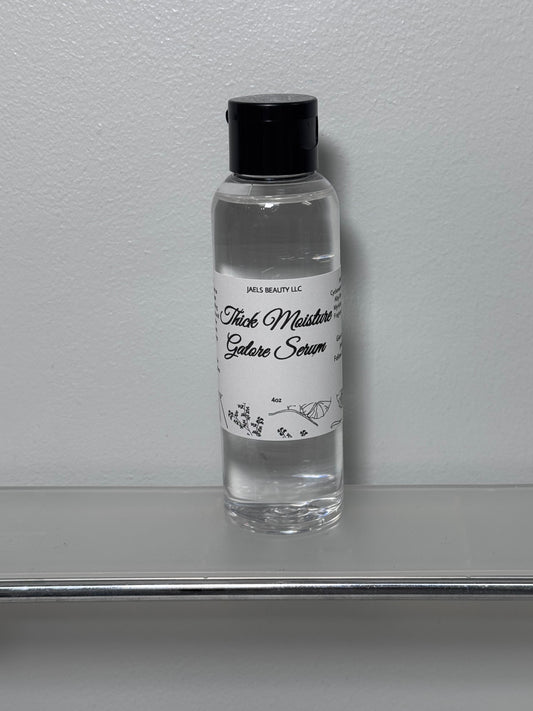 JAELS BEAUTY LLC
Thick Moisture
Galore Serum
4oz